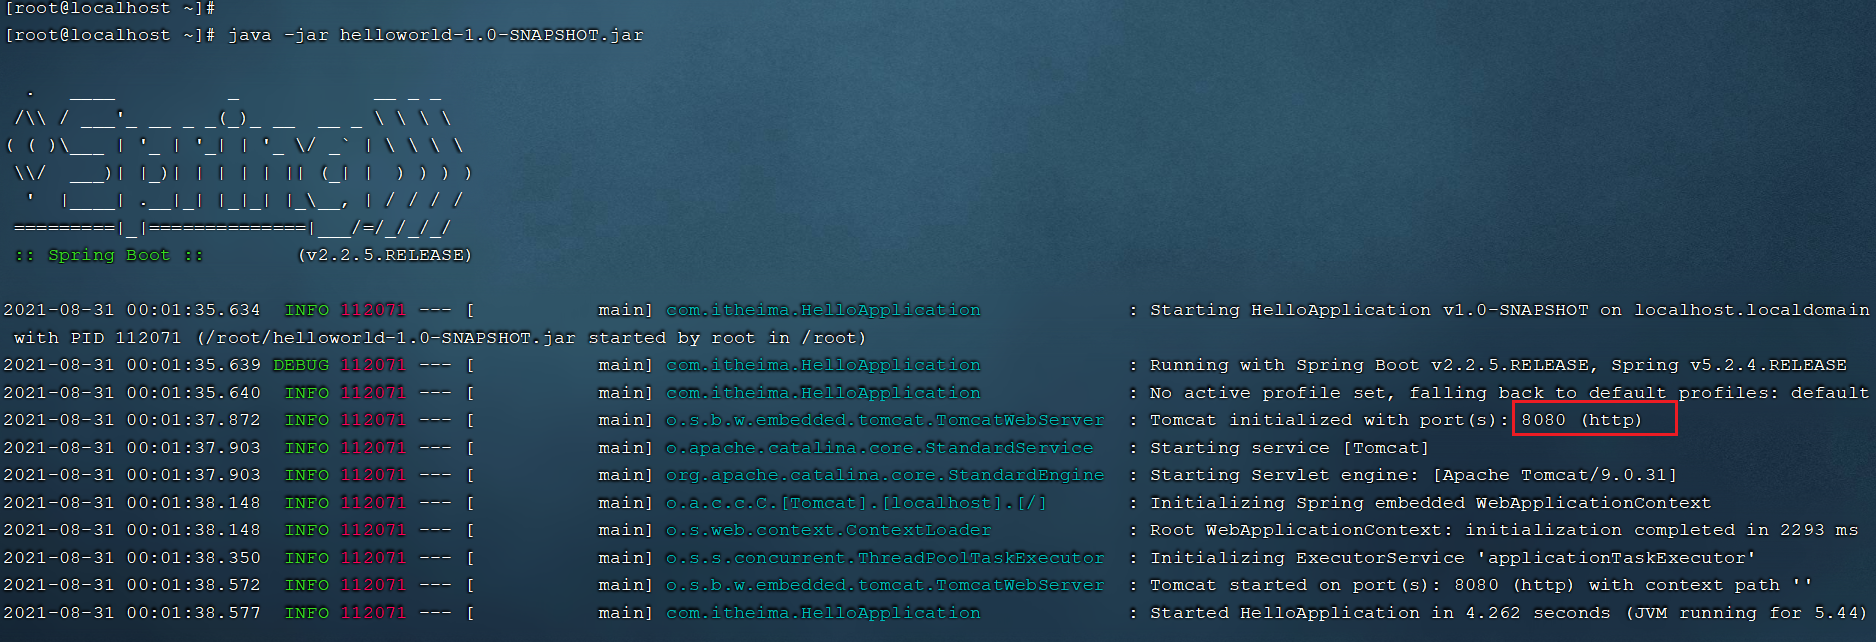 [root@localhost ~]#
[root@localhost ~]# java -jar helloworld-1.0-SNAPSHOT.jar
  .   ____          _            __ _ _
 /\\ / ___'_ __ _ _(_)_ __  __ _ \ \ \ \
( ( )\___ | '_ | '_| | '_ \/ _` | \ \ \ \
 \\/  ___)| |_)| | | | | || (_| |  ) ) ) )
  '  |____| .__|_| |_|_| |_\__, | / / / /
 =========|_|==============|___/=/_/_/_/
 :: Spring Boot ::        (v2.2.5.RELEASE)
2021-08-31 00:01:35.634  INFO 112071 --- [           main] com.itheima.HelloApplication             : Starting HelloApplication v1.0-SNAPSHOT on localhost.localdomain
 with PID 112071 (/root/helloworld-1.0-SNAPSHOT.jar started by root in /root)
2021-08-31 00:01:35.639 DEBUG 112071 --- [           main] com.itheima.HelloApplication             : Running with Spring Boot v2.2.5.RELEASE, Spring v5.2.4.RELEASE
2021-08-31 00:01:35.640  INFO 112071 --- [           main] com.itheima.HelloApplication             : No active profile set, falling back to default profiles: default
2021-08-31 00:01:37.872  INFO 112071 --- [           main] o.s.b.w.embedded.tomcat.TomcatWebServer  : Tomcat initialized with port(s): 8080 (http)
2021-08-31 00:01:37.903  INFO 112071 --- [           main] o.apache.catalina.core.StandardService   : Starting service [Tomcat]
2021-08-31 00:01:37.903  INFO 112071 --- [           main] org.apache.catalina.core.StandardEngine  : Starting Servlet engine: [Apache Tomcat/9.0.31]
2021-08-31 00:01:38.148  INFO 112071 --- [           main] o.a.c.c.C.[Tomcat].[localhost].[/]       : Initializing Spring embedded WebApplicationContext
2021-08-31 00:01:38.148  INFO 112071 --- [           main] o.s.web.context.ContextLoader            : Root WebApplicationContext: initialization completed in 2293 ms
2021-08-31 00:01:38.350  INFO 112071 --- [           main] o.s.s.concurrent.ThreadPoolTaskExecutor  : Initializing ExecutorService 'applicationTaskExecutor'
2021-08-31 00:01:38.572  INFO 112071 --- [           main] o.s.b.w.embedded.tomcat.TomcatWebServer  : Tomcat started on port(s): 8080 (http) with context path ''
2021-08-31 00:01:38.577  INFO 112071 --- [           main] com.itheima.HelloApplication             : Started HelloApplication in 4.262 seconds (JVM running for 5.44)